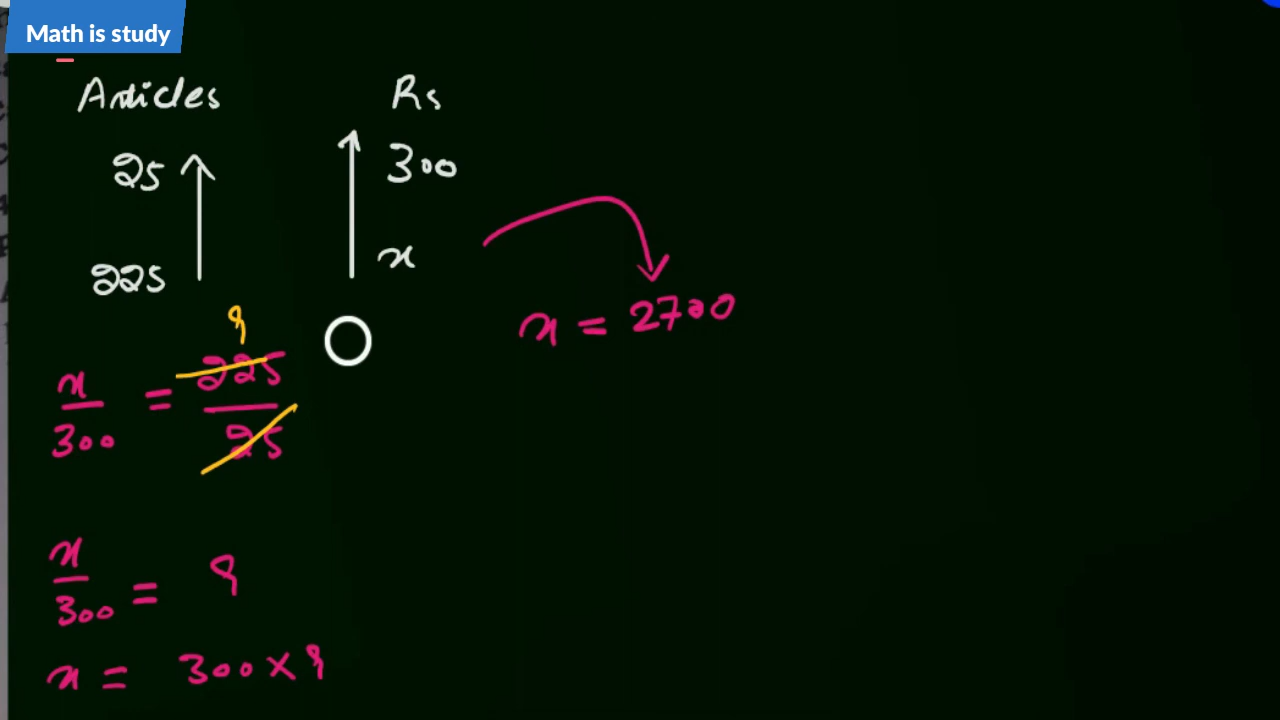 Math is study
Articles Rs
25 300
225 x
x/300 = 225/25 9
x = 2700
x/300 = 9
x = 300 × 9